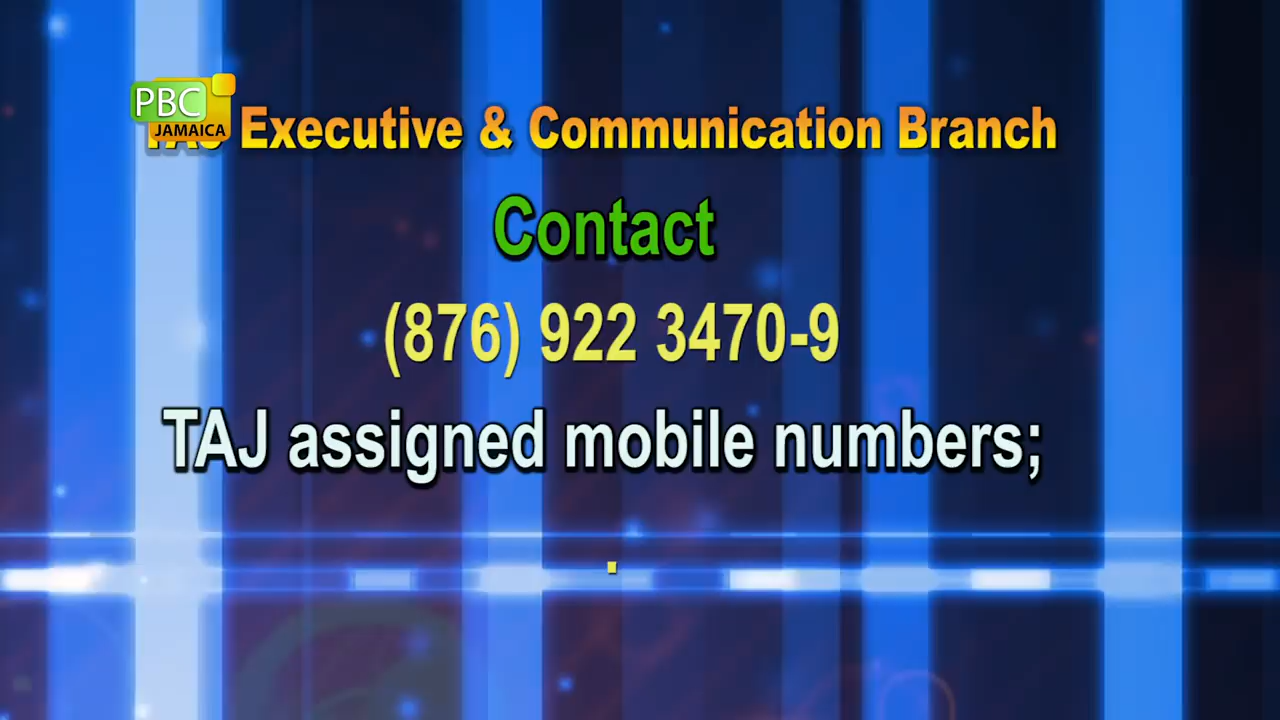 PBC
JAMAICA
Executive & Communication Branch
Contact
(876) 922 3470-9
TAJ assigned mobile numbers;
.